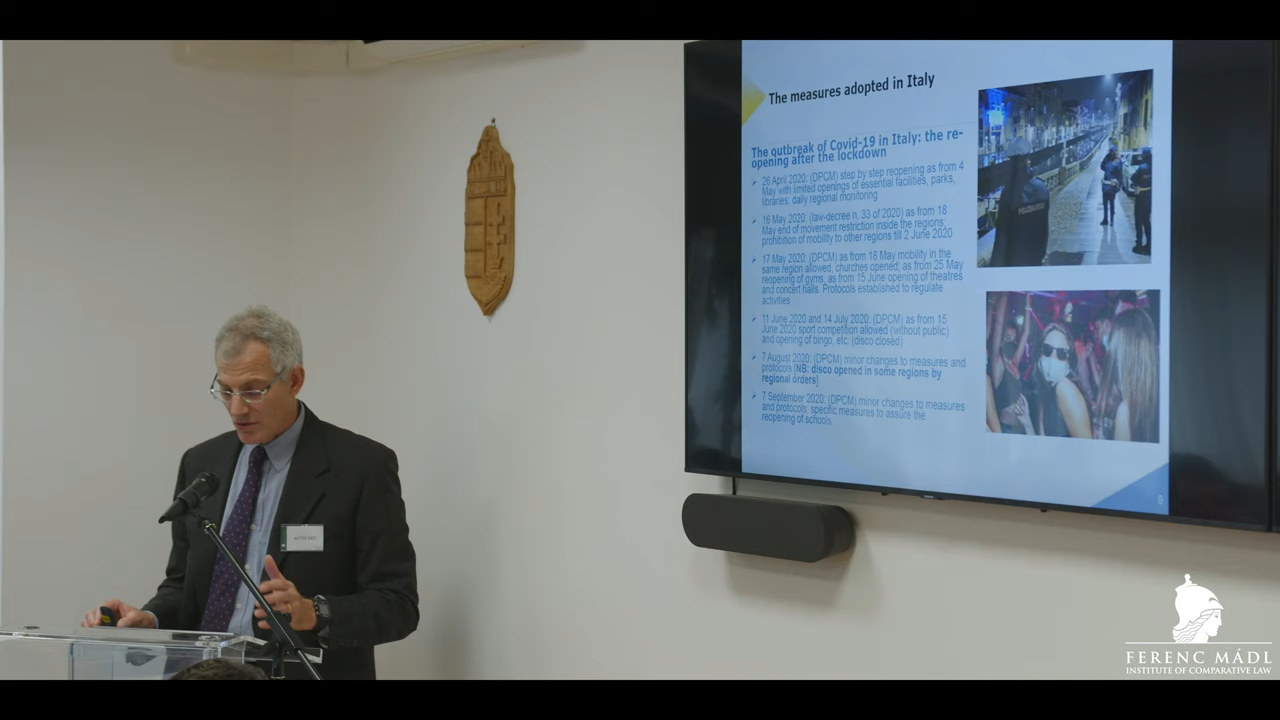 The measures adopted in Italy
The outbreak of Covid-19 in Italy: the re-
opening after the lockdown
26 April 2020: (DPCM) step by step reopening as from 4
May with limited openings of essential facilities, parks,
libraries; daily regional monitoring
16 May 2020: (law-decree n. 33 of 2020) as from 18
May end of movement restriction inside the regions;
prohibition of mobility to other regions till 2 June 2020
17 May 2020: (DPCM) as from 18 May mobility in the
same region allowed, churches opened; as from 25 May
reopening of gyms, as from 15 June opening of theatres
and concert halls. Protocols established to regulate
activities
11 June 2020 and 14 July 2020: (DPCM) as from 15
June 2020 sport competition allowed (without public)
and opening of bingo, etc. (disco closed)
7 August 2020: (DPCM) minor changes to measures and
protocols [NB: disco opened in some regions by
regional orders]
7 September 2020: (DPCM) minor changes to measures
and protocols; specific measures to assure the
reopening of schools
9
FERENC MÁDL
INSTITUTE OF COMPARATIVE LAW